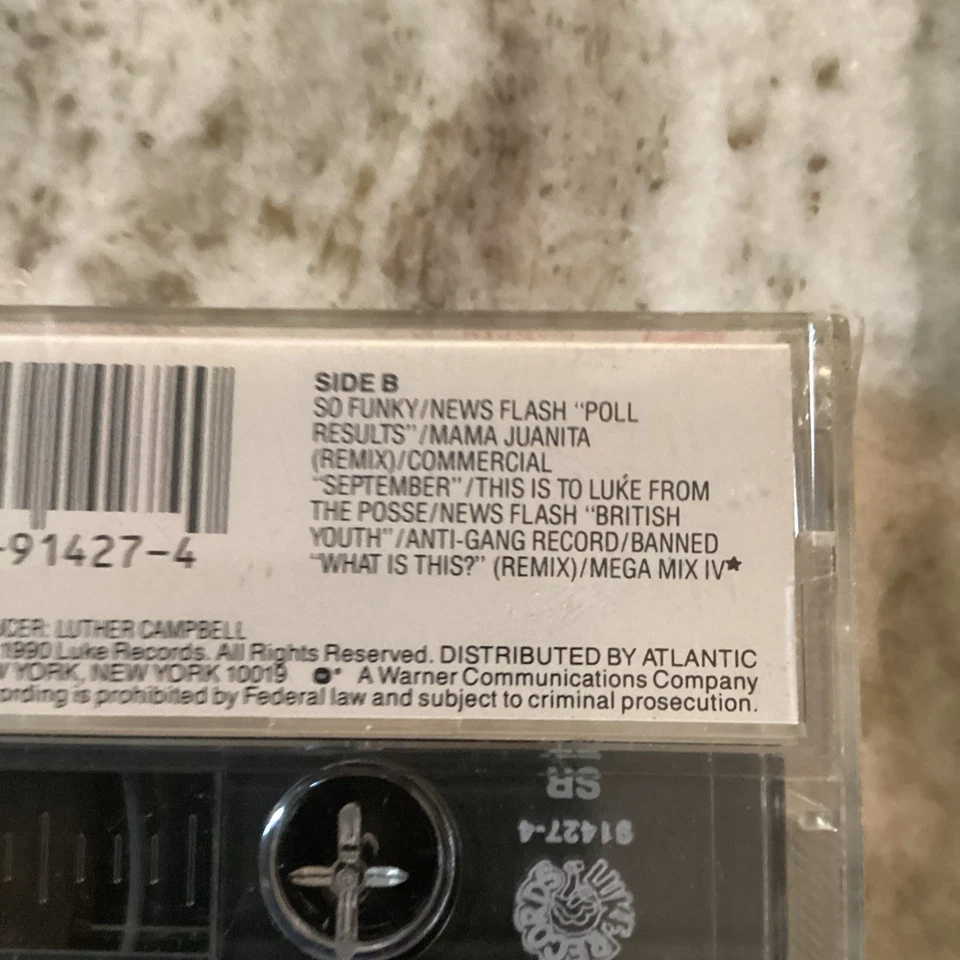 SIDE B
SO FUNKY/NEWS FLASH "POLL
RESULTS"/MAMA JUANITA
(REMIX)/COMMERCIAL
"SEPTEMBER"/THIS IS TO LUKE FROM
THE POSSE/NEWS FLASH "BRITISH
YOUTH"/ANTI-GANG RECORD/BANNED
"WHAT IS THIS?" (REMIX)/MEGA MIX IV★
-91427-4
UCER: LUTHER CAMPBELL
1990 Luke Records. All Rights Reserved. DISTRIBUTED BY ATLANTIC
W YORK, NEW YORK 10019 A Warner Communications Company
ording is prohibited by Federal law and subject to criminal prosecution.
SR
91427-4
LUKE RECORDS